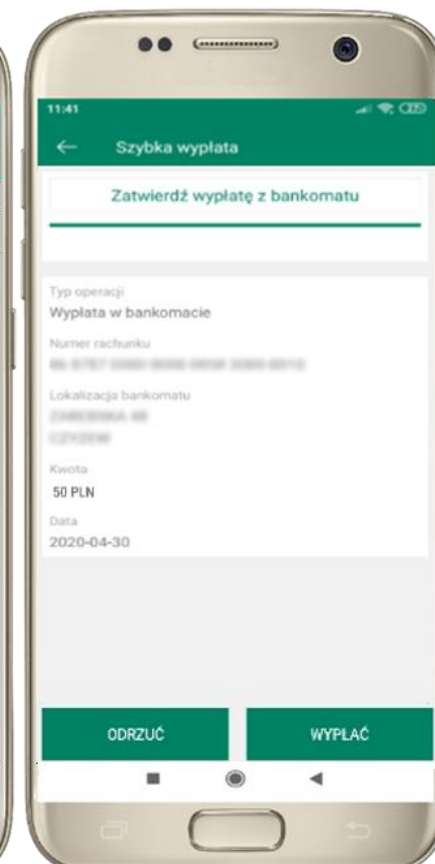 11:41
Szybka wypłata
Zatwierdź wypłatę z bankomatu
Typ operacji
Wypłata w bankomacie
Numer rachunku
Lokalizacja bankomatu
Kwota
50 PLN
Data
2020-04-30
ODRZUĆ
WYPŁAĆ